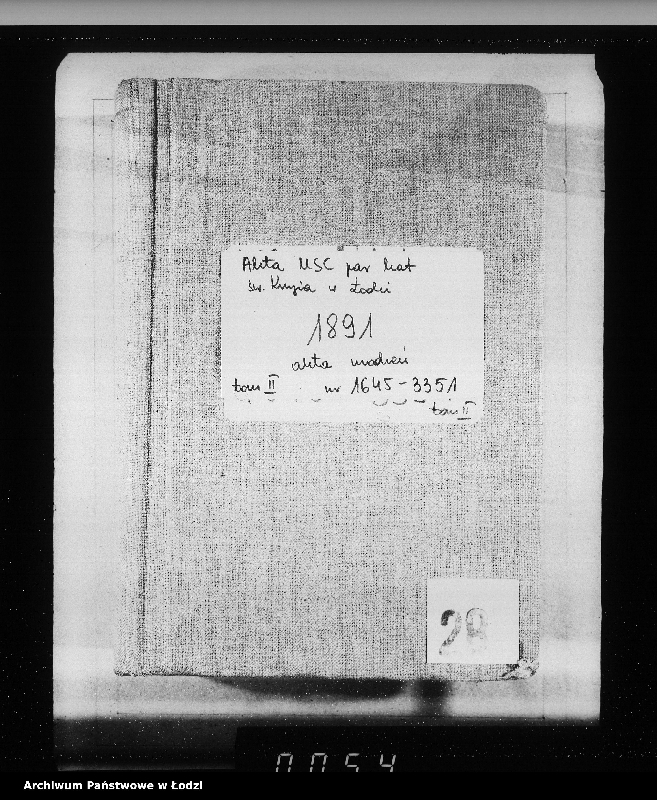 Akta USC par kat
św. Krzyża w Łodzi
1891
akta urodzeń
tom II nr 1645-3351
tom II
28
0054
Archiwum Państwowe w Łodzi